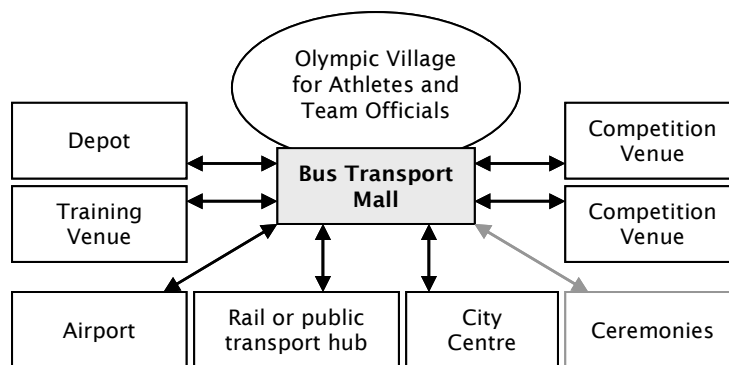 Olympic Village
for Athletes and
Team Officials
Depot
Competition
Venue
Bus Transport
Mall
Training
Venue
Competition
Venue
Airport
Rail or public
transport hub
City
Centre
Ceremonies